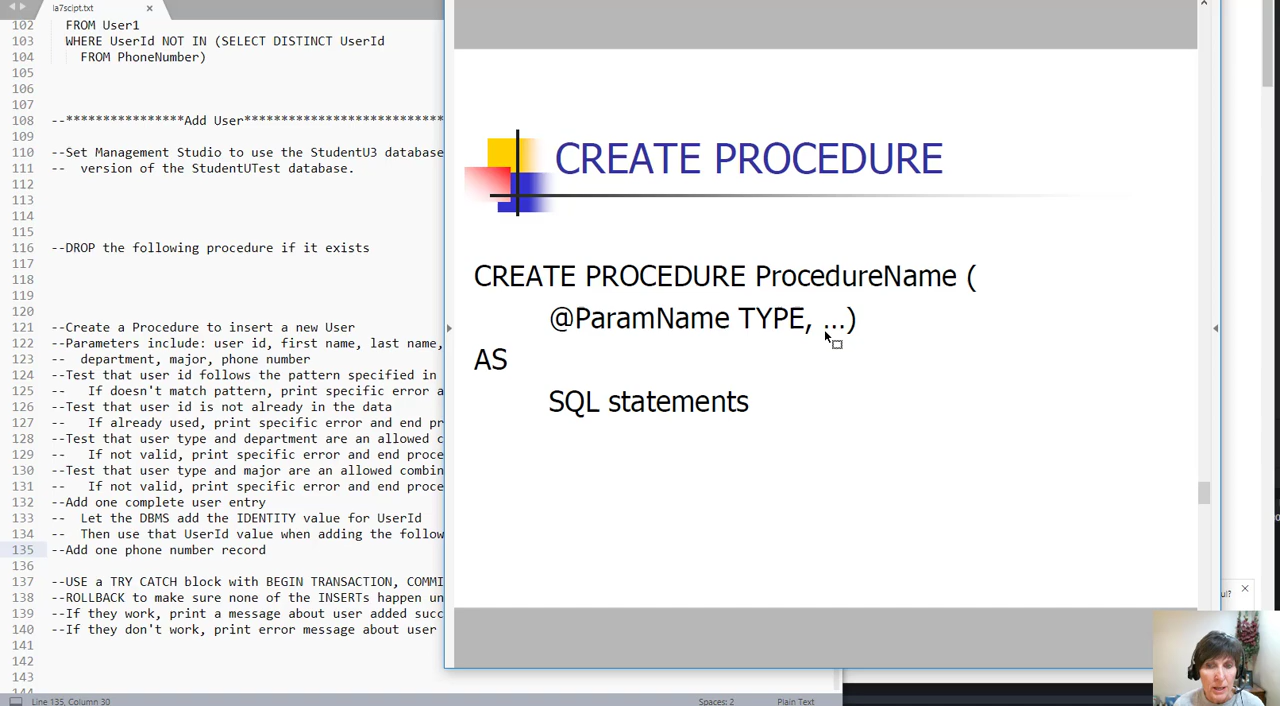 la7scipt.txt
102 FROM User1
103 WHERE UserId NOT IN (SELECT DISTINCT UserId
104 FROM PhoneNumber)
105
106
107
108 --****************Add User***************************
109
110 --Set Management Studio to use the StudentU3 database
111 -- version of the StudentUTest database.
112
113
114
115
116 --DROP the following procedure if it exists
117
118
119
120
121 --Create a Procedure to insert a new User
122 --Parameters include: user id, first name, last name,
123 -- department, major, phone number
124 --Test that user id follows the pattern specified in
125 -- If doesn't match pattern, print specific error a
126 --Test that user id is not already in the data
127 -- If already used, print specific error and end pr
128 --Test that user type and department are an allowed c
129 -- If not valid, print specific error and end proce
130 --Test that user type and major are an allowed combin
131 -- If not valid, print specific error and end proce
132 --Add one complete user entry
133 -- Let the DBMS add the IDENTITY value for UserId
134 -- Then use that UserId value when adding the follow
135 --Add one phone number record
136
137 --USE a TRY CATCH block with BEGIN TRANSACTION, COMMI
138 --ROLLBACK to make sure none of the INSERTs happen un
139 --If they work, print a message about user added succ
140 --If they don't work, print error message about user
141
142
143
144
Line 135, Column 30
Spaces: 2
Plain Text
CREATE PROCEDURE
CREATE PROCEDURE ProcedureName (
@ParamName TYPE, ...)
AS
SQL statements
ul?